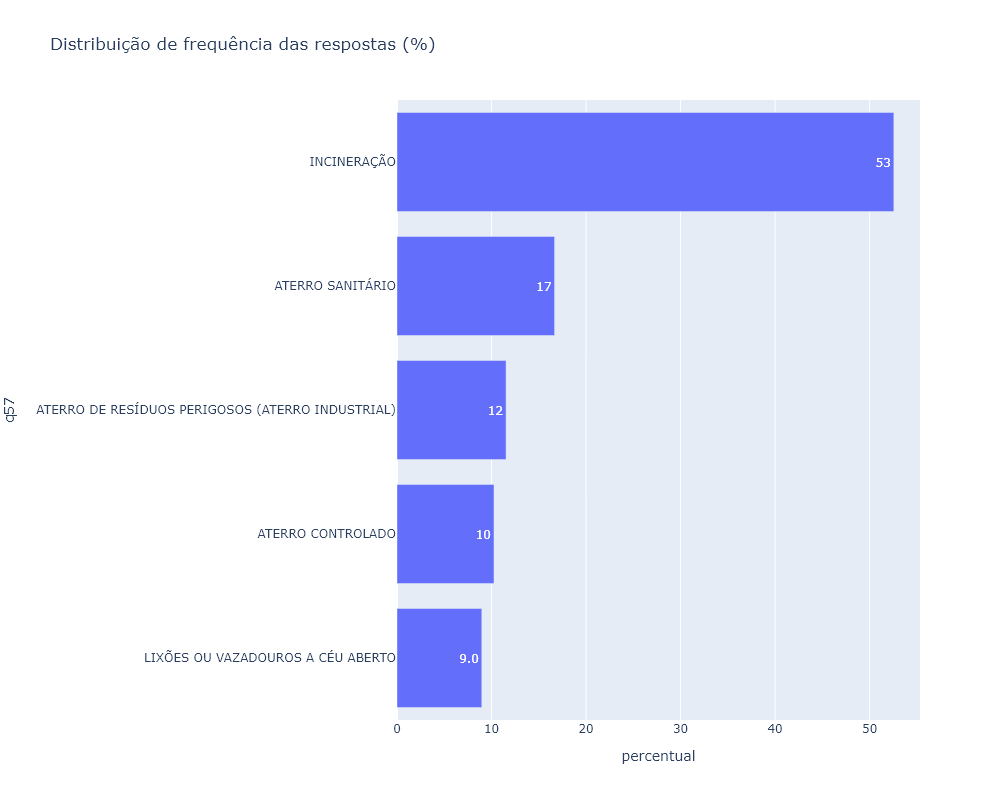 Distribuição de frequência das respostas (%)
INCINERAÇÃO
53
ATERRO SANITÁRIO
17
ATERRO DE RESÍDUOS PERIGOSOS (ATERRO INDUSTRIAL)
12
ATERRO CONTROLADO
10
LIXÕES OU VAZADOUROS A CÉU ABERTO
9.0
q57
0 10 20 30 40 50
percentual